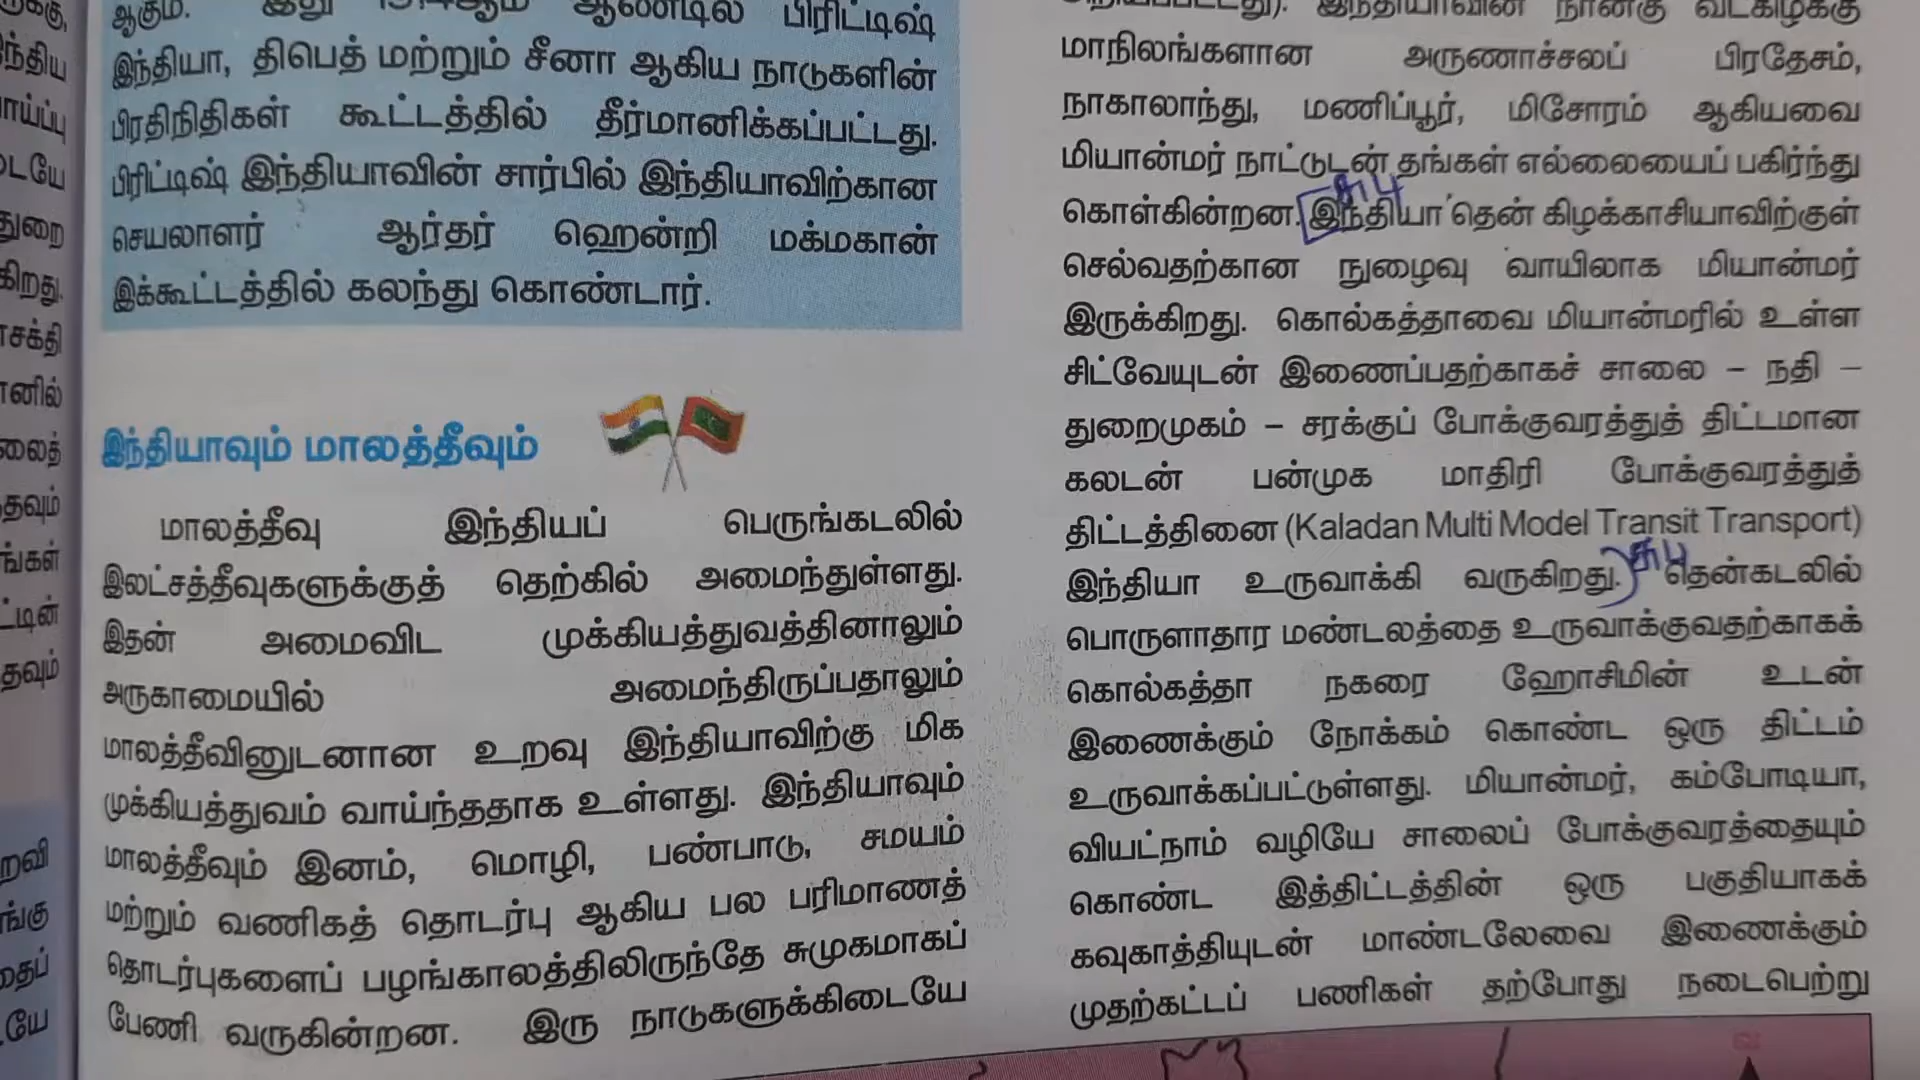 ஆகும். இது 1914ஆம் ஆண்டில் பிரிட்டிஷ்
இந்தியா, திபெத் மற்றும் சீனா ஆகிய நாடுகளின்
பிரதிநிதிகள் கூட்டத்தில் தீர்மானிக்கப்பட்டது.
பிரிட்டிஷ் இந்தியாவின் சார்பில் இந்தியாவிற்கான
செயலாளர் ஆர்தர் ஹென்றி மக்மகான்
இக்கூட்டத்தில் கலந்து கொண்டார்.
இந்தியாவும் மாலத்தீவும்
மாலத்தீவு இந்தியப் பெருங்கடலில்
இலட்சத்தீவுகளுக்குத் தெற்கில் அமைந்துள்ளது.
இதன் அமைவிட முக்கியத்துவத்தினாலும்
அருகாமையில் அமைந்திருப்பதாலும்
மாலத்தீவினுடனான உறவு இந்தியாவிற்கு மிக
முக்கியத்துவம் வாய்ந்ததாக உள்ளது. இந்தியாவும்
மாலத்தீவும் இனம், மொழி, பண்பாடு, சமயம்
மற்றும் வணிகத் தொடர்பு ஆகிய பல பரிமாணத்
தொடர்புகளைப் பழங்காலத்திலிருந்தே சுமுகமாகப்
பேணி வருகின்றன. இரு நாடுகளுக்கிடையே
இந்தியாவின் நான்கு வடகிழக்கு
மாநிலங்களான அருணாச்சலப் பிரதேசம்,
நாகாலாந்து, மணிப்பூர், மிசோரம் ஆகியவை
மியான்மர் நாட்டுடன் தங்கள் எல்லையைப் பகிர்ந்து
கொள்கின்றன. இந்தியா தென் கிழக்காசியாவிற்குள்
செல்வதற்கான நுழைவு வாயிலாக மியான்மர்
இருக்கிறது. கொல்கத்தாவை மியான்மரில் உள்ள
சிட்வேயுடன் இணைப்பதற்காகச் சாலை – நதி –
துறைமுகம் – சரக்குப் போக்குவரத்துத் திட்டமான
கலடன் பன்முக மாதிரி போக்குவரத்துத்
திட்டத்தினை (Kaladan Multi Model Transit Transport)
இந்தியா உருவாக்கி வருகிறது. தென்கடலில்
பொருளாதார மண்டலத்தை உருவாக்குவதற்காகக்
கொல்கத்தா நகரை ஹோசிமின் உடன்
இணைக்கும் நோக்கம் கொண்ட ஒரு திட்டம்
உருவாக்கப்பட்டுள்ளது. மியான்மர், கம்போடியா,
வியட்நாம் வழியே சாலைப் போக்குவரத்தையும்
கொண்ட இத்திட்டத்தின் ஒரு பகுதியாகக்
கவுகாத்தியுடன் மாண்டலேவை இணைக்கும்
முதற்கட்டப் பணிகள் தற்போது நடைபெற்று